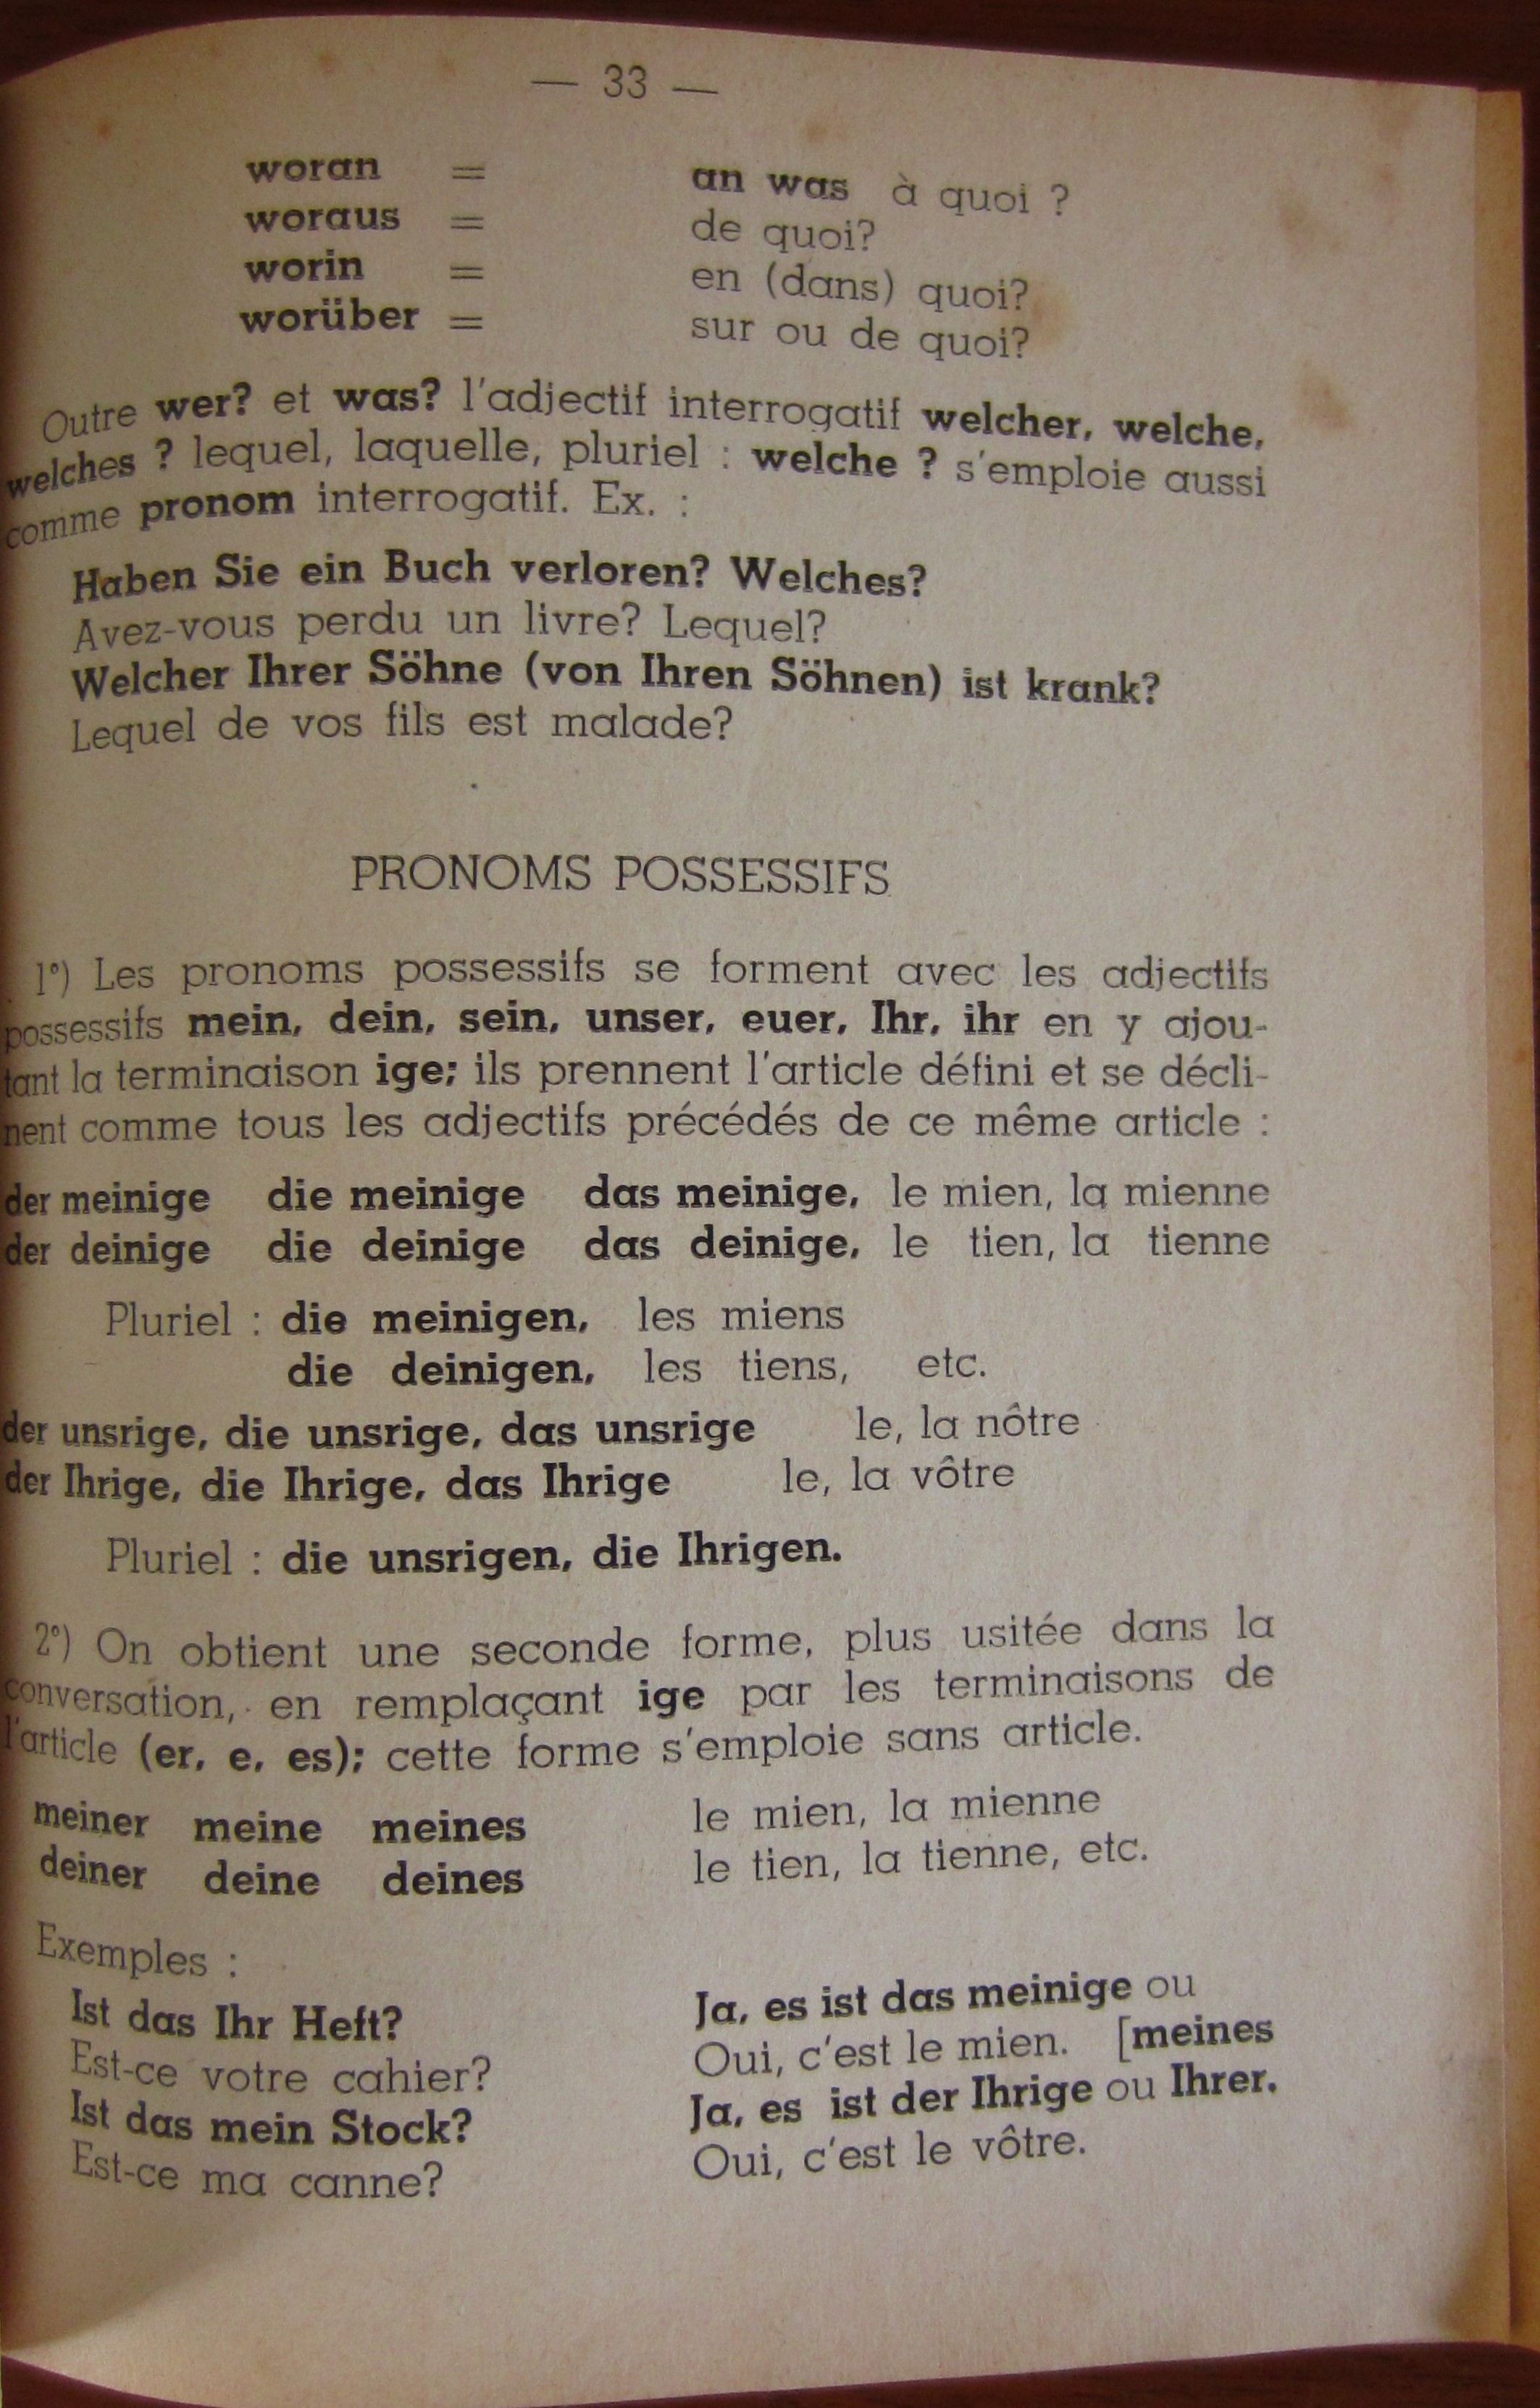 — 33 —
woran = an was à quoi ?
woraus = de quoi?
worin = en (dans) quoi?
worüber = sur ou de quoi?
Outre wer? et was? l'adjectif interrogatif welcher, welche,
welches ? lequel, laquelle, pluriel : welche ? s'emploie aussi
comme pronom interrogatif. Ex. :
Haben Sie ein Buch verloren? Welches?
Avez-vous perdu un livre? Lequel?
Welcher Ihrer Söhne (von Ihren Söhnen) ist krank?
Lequel de vos fils est malade?
PRONOMS POSSESSIFS
1°) Les pronoms possessifs se forment avec les adjectifs
possessifs mein, dein, sein, unser, euer, Ihr, ihr en y ajou-
tant la terminaison ige; ils prennent l'article défini et se décli-
nent comme tous les adjectifs précédés de ce même article :
der meinige die meinige das meinige, le mien, la mienne
der deinige die deinige das deinige, le tien, la tienne
Pluriel : die meinigen, les miens
die deinigen, les tiens, etc.
der unsrige, die unsrige, das unsrige le, la nôtre
der Ihrige, die Ihrige, das Ihrige le, la vôtre
Pluriel : die unsrigen, die Ihrigen.
2°) On obtient une seconde forme, plus usitée dans la
conversation, en remplaçant ige par les terminaisons de
l'article (er, e, es); cette forme s'emploie sans article.
meiner meine meines le mien, la mienne
deiner deine deines le tien, la tienne, etc.
Exemples :
Ist das Ihr Heft? Ja, es ist das meinige ou
Est-ce votre cahier? Oui, c'est le mien. [meines
Ist das mein Stock? Ja, es ist der Ihrige ou Ihrer.
Est-ce ma canne? Oui, c'est le vôtre.